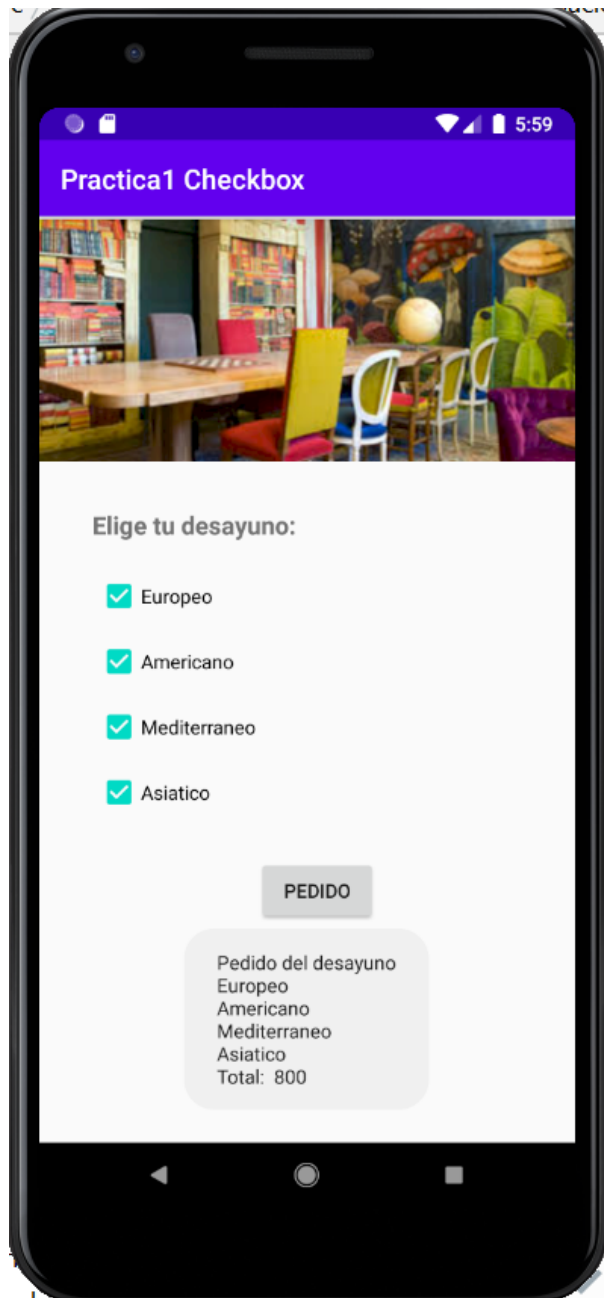 5:59
Practica1 Checkbox
Elige tu desayuno:
Europeo
Americano
Mediterraneo
Asiatico
PEDIDO
Pedido del desayuno
Europeo
Americano
Mediterraneo
Asiatico
Total: 800